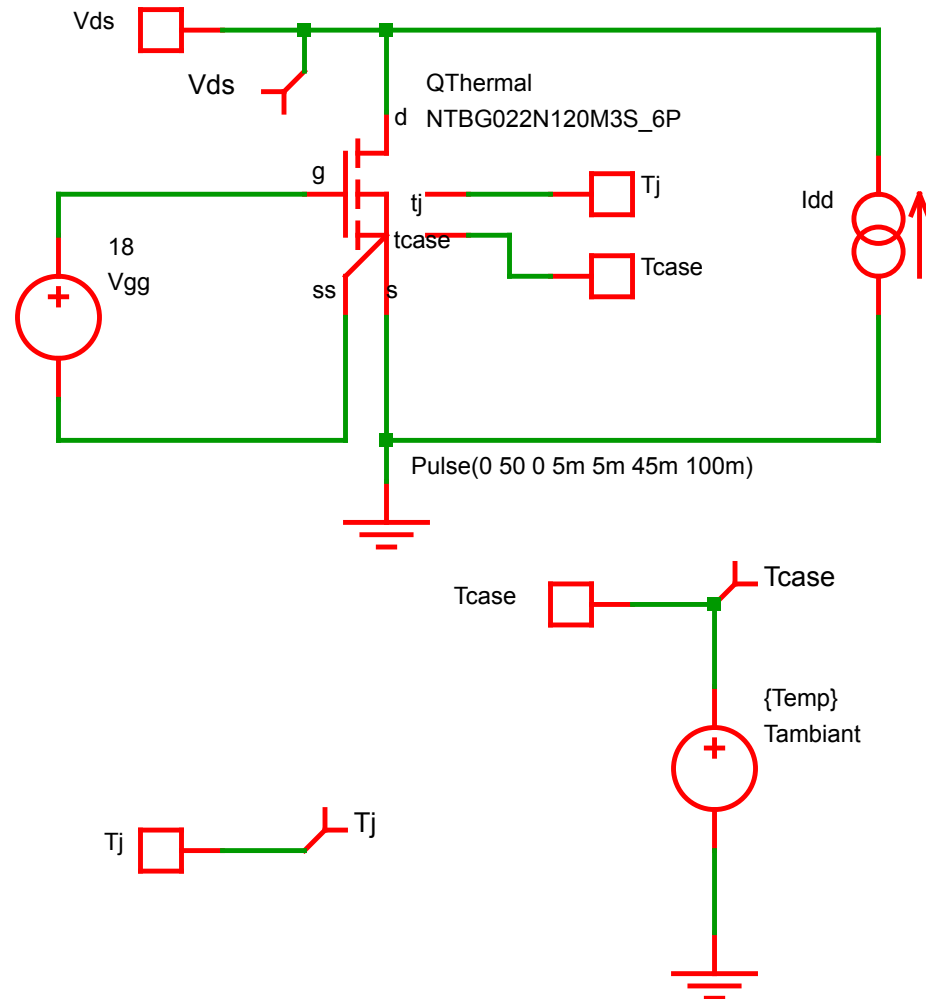 Vds
Vds
QThermal
NTBG022N120M3S_6P
d
g
Tj
tj
Idd
tcase
18
Vgg
Tcase
ss
s
Pulse(0 50 0 5m 5m 45m 100m)
Tcase
Tcase
{Temp}
Tambiant
Tj
Tj